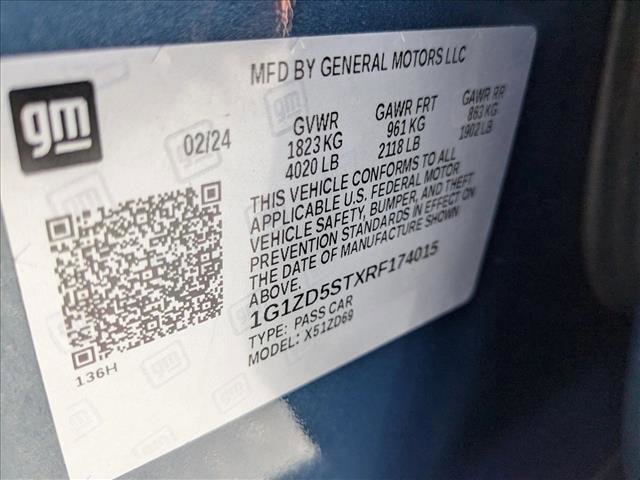 gm
MFD BY GENERAL MOTORS LLC
02/24
GVWR
1823 KG
4020 LB
GAWR FRT
961 KG
2118 LB
GAWR RR
863 KG
1902 LB
THIS VEHICLE CONFORMS TO ALL
APPLICABLE U.S. FEDERAL MOTOR
VEHICLE SAFETY, BUMPER, AND THEFT
PREVENTION STANDARDS IN EFFECT ON
THE DATE OF MANUFACTURE SHOWN
ABOVE.
1G1ZD5STXRF174015
TYPE: PASS CAR
MODEL: X51ZD69
136H